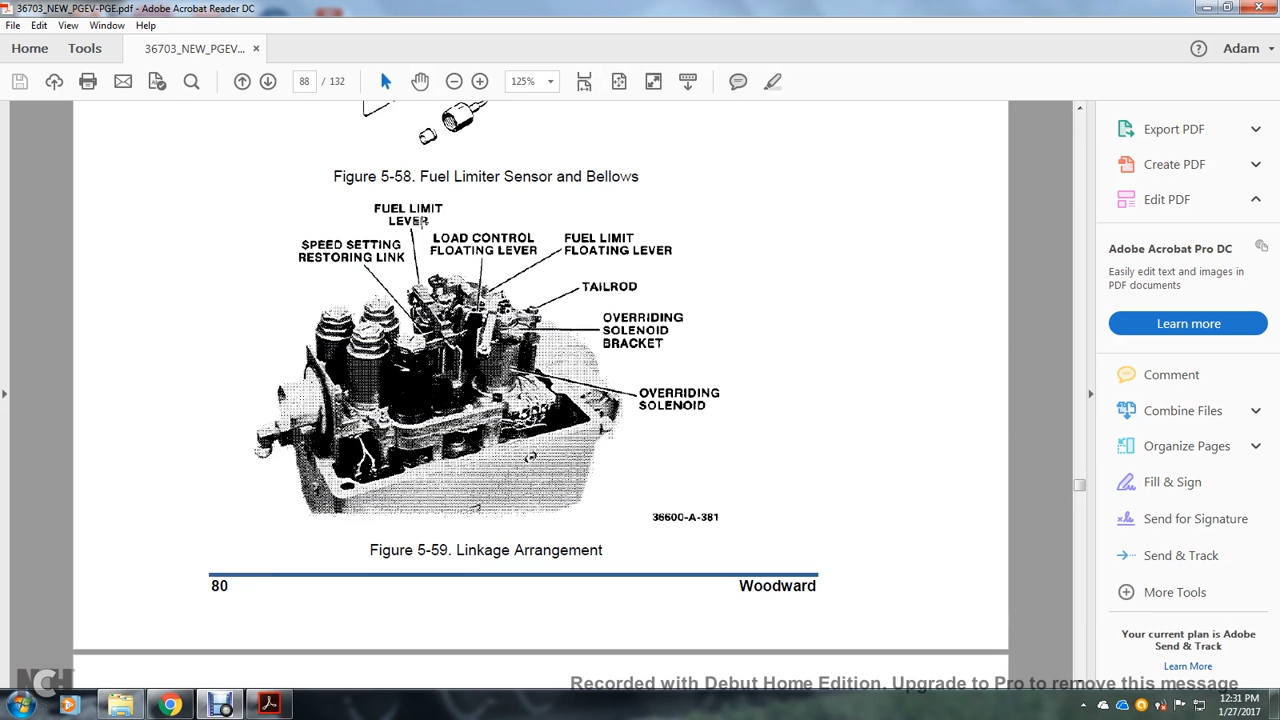 36703_NEW_PGEV-PGE.pdf - Adobe Acrobat Reader DC
File Edit View Window Help
Home Tools 36703_NEW_PGEV... × Adam
88 / 132 125%
Figure 5-58. Fuel Limiter Sensor and Bellows
FUEL LIMIT
LEVER
SPEED SETTING
RESTORING LINK
LOAD CONTROL
FLOATING LEVER
FUEL LIMIT
FLOATING LEVER
TAILROD
OVERRIDING
SOLENOID
BRACKET
OVERRIDING
SOLENOID
36600-A-381
Figure 5-59. Linkage Arrangement
80 Woodward
Export PDF
Create PDF
Edit PDF
Adobe Acrobat Pro DC
Easily edit text and images in
PDF documents
Learn more
Comment
Combine Files
Organize Pages
Fill & Sign
Send for Signature
Send & Track
More Tools
Your current plan is Adobe
Send & Track
Learn More
NCH
Recorded with Debut Home Edition. Upgrade to Pro to remove this message
12:31 PM
1/27/2017